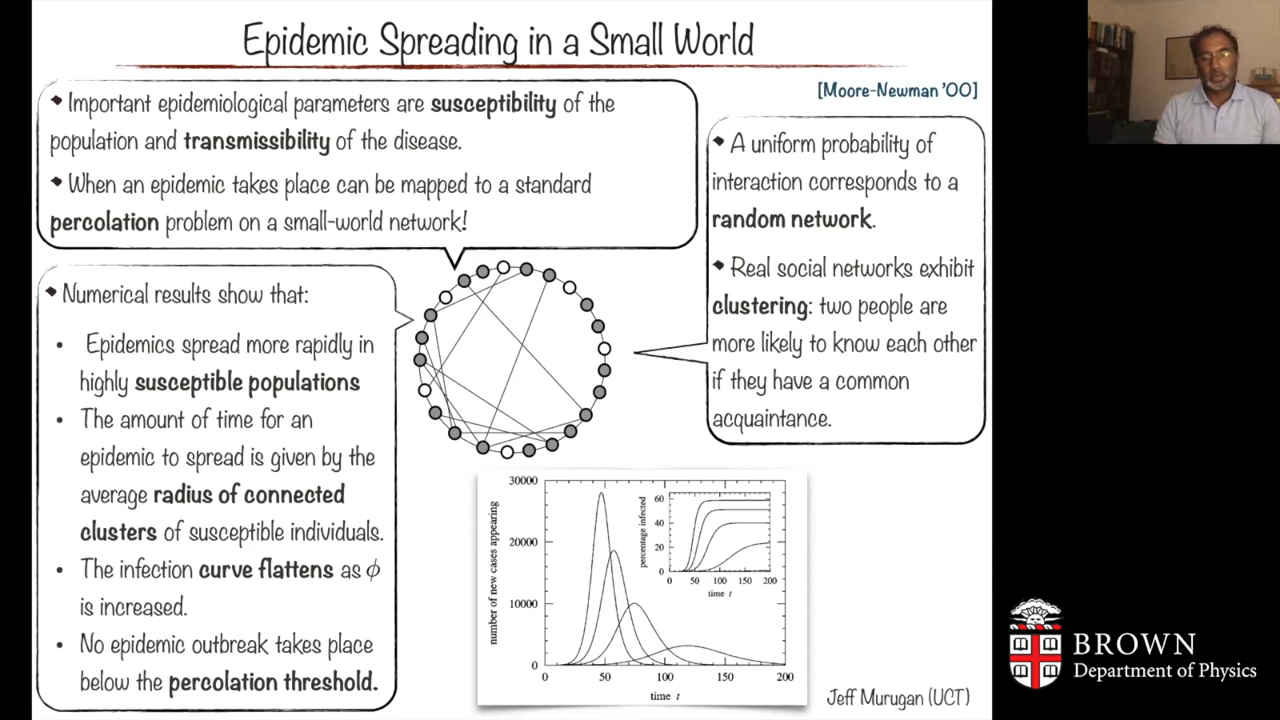 Epidemic Spreading in a Small World
[Moore-Newman '00]
Important epidemiological parameters are susceptibility of the
population and transmissibility of the disease.
When an epidemic takes place can be mapped to a standard
percolation problem on a small-world network!
A uniform probability of
interaction corresponds to a
random network.
Real social networks exhibit
clustering: two people are
more likely to know each other
if they have a common
acquaintance.
Numerical results show that:
• Epidemics spread more rapidly in
highly susceptible populations
• The amount of time for an
epidemic to spread is given by the
average radius of connected
clusters of susceptible individuals.
• The infection curve flattens as ϕ
is increased.
• No epidemic outbreak takes place
below the percolation threshold.
number of new cases appearing
30000
20000
10000
0
0 50 100 150 200
time t
percentage infected
60
40
20
0
0 50 100 150 200
time t
Jeff Murugan (UCT)
BROWN
Department of Physics